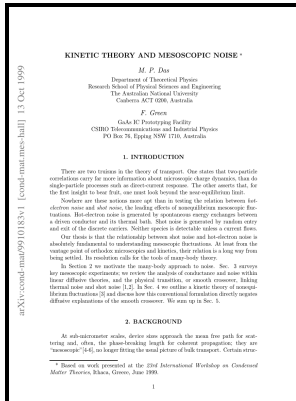 KINETIC THEORY AND MESOSCOPIC NOISE *
M. P. Das
Department of Theoretical Physics
Research School of Physical Sciences and Engineering
The Australian National University
Canberra ACT 0200, Australia
F. Green
GaAs IC Prototyping Facility
CSIRO Telecommunications and Industrial Physics
PO Box 76, Epping NSW 1710, Australia
1. INTRODUCTION
There are two truisms in the theory of transport. One states that two-particle
correlations carry far more information about microscopic charge dynamics, than do
single-particle processes such as direct-current response. The other asserts that, for
the first insight to bear fruit, one must look beyond the near-equilibrium limit.
Nowhere are these notions more apt than in testing the relation between hot-
electron noise and shot noise, the leading effects of nonequilibrium mesoscopic fluc-
tuations. Hot-electron noise is generated by spontaneous energy exchanges between
a driven conductor and its thermal bath. Shot noise is generated by random entry
and exit of the discrete carriers. Neither species is detectable unless a current flows.
Our thesis is that the relationship between shot noise and hot-electron noise is
absolutely fundamental to understanding mesoscopic fluctuations. At least from the
vantage point of orthodox microscopics and kinetics, their relation is a long way from
being settled. Its resolution calls for the tools of many-body theory.
In Section 2 we motivate the many-body approach to noise. Sec. 3 surveys
key mesoscopic experiments; we review the analysis of conductance and noise within
linear diffusive theories, and the physical transition, or smooth crossover, linking
thermal noise and shot noise [1,2]. In Sec. 4 we outline a kinetic theory of nonequi-
librium fluctuations [3] and discuss how this conventional formulation directly negates
diffusive explanations of the smooth crossover. We sum up in Sec. 5.
2. BACKGROUND
At sub-micrometer scales, device sizes approach the mean free path for scat-
tering and, often, the phase-breaking length for coherent propagation; they are
"mesoscopic"[4-6], no longer fitting the usual picture of bulk transport. Certain struc-
* Based on work presented at the 23rd International Workshop on Condensed
Matter Theories, Ithaca, Greece, June 1999.
1
arXiv:cond-mat/9910183v1 [cond-mat.mes-hall] 13 Oct 1999